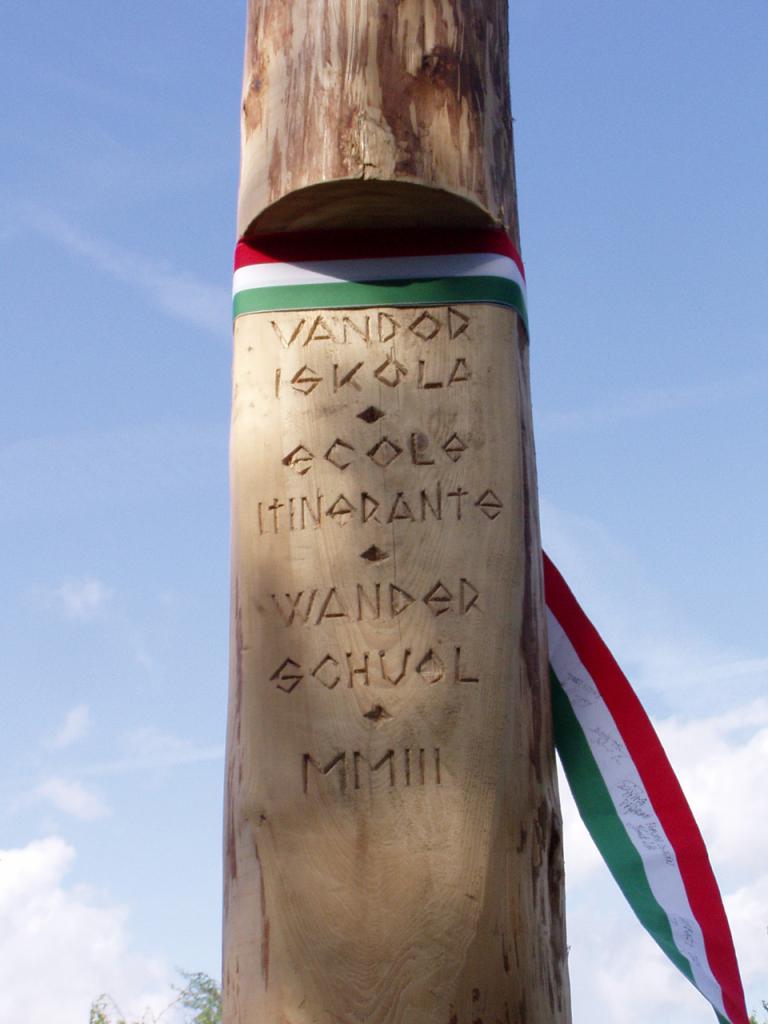 VANDOR
ISKOLA
ECOLE
ITINERANTE
WANDER
SCHUOL
MMIII